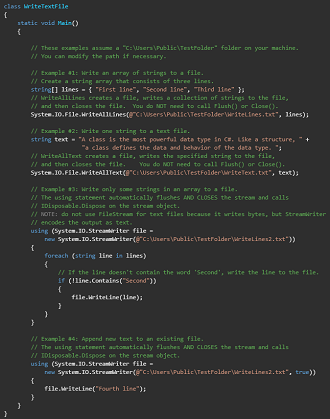 class WriteTextFile
{
    static void Main()
    {

        // These examples assume a "C:\Users\Public\TestFolder" folder on your machine.
        // You can modify the path if necessary.

        // Example #1: Write an array of strings to a file.
        // Create a string array that consists of three lines.
        string[] lines = { "First line", "Second line", "Third line" };
        // WriteAllLines creates a file, writes a collection of strings to the file,
        // and then closes the file.  You do NOT need to call Flush() or Close().
        System.IO.File.WriteAllLines(@"C:\Users\Public\TestFolder\WriteLines.txt", lines);

        // Example #2: Write one string to a text file.
        string text = "A class is the most powerful data type in C#. Like a structure, " +
                       "a class defines the data and behavior of the data type. ";
        // WriteAllText creates a file, writes the specified string to the file,
        // and then closes the file.    You do NOT need to call Flush() or Close().
        System.IO.File.WriteAllText(@"C:\Users\Public\TestFolder\WriteText.txt", text);

        // Example #3: Write only some strings in an array to a file.
        // The using statement automatically flushes AND CLOSES the stream and calls
        // IDisposable.Dispose on the stream object.
        // NOTE: do not use FileStream for text files because it writes bytes, but StreamWriter
        // encodes the output as text.
        using (System.IO.StreamWriter file =
            new System.IO.StreamWriter(@"C:\Users\Public\TestFolder\WriteLines2.txt"))
        {
            foreach (string line in lines)
            {
                // If the line doesn't contain the word 'Second', write the line to the file.
                if (!line.Contains("Second"))
                {
                    file.WriteLine(line);
                }
            }
        }

        // Example #4: Append new text to an existing file.
        // The using statement automatically flushes AND CLOSES the stream and calls
        // IDisposable.Dispose on the stream object.
        using (System.IO.StreamWriter file =
            new System.IO.StreamWriter(@"C:\Users\Public\TestFolder\WriteLines2.txt", true))
        {
            file.WriteLine("Fourth line");
        }
    }
}